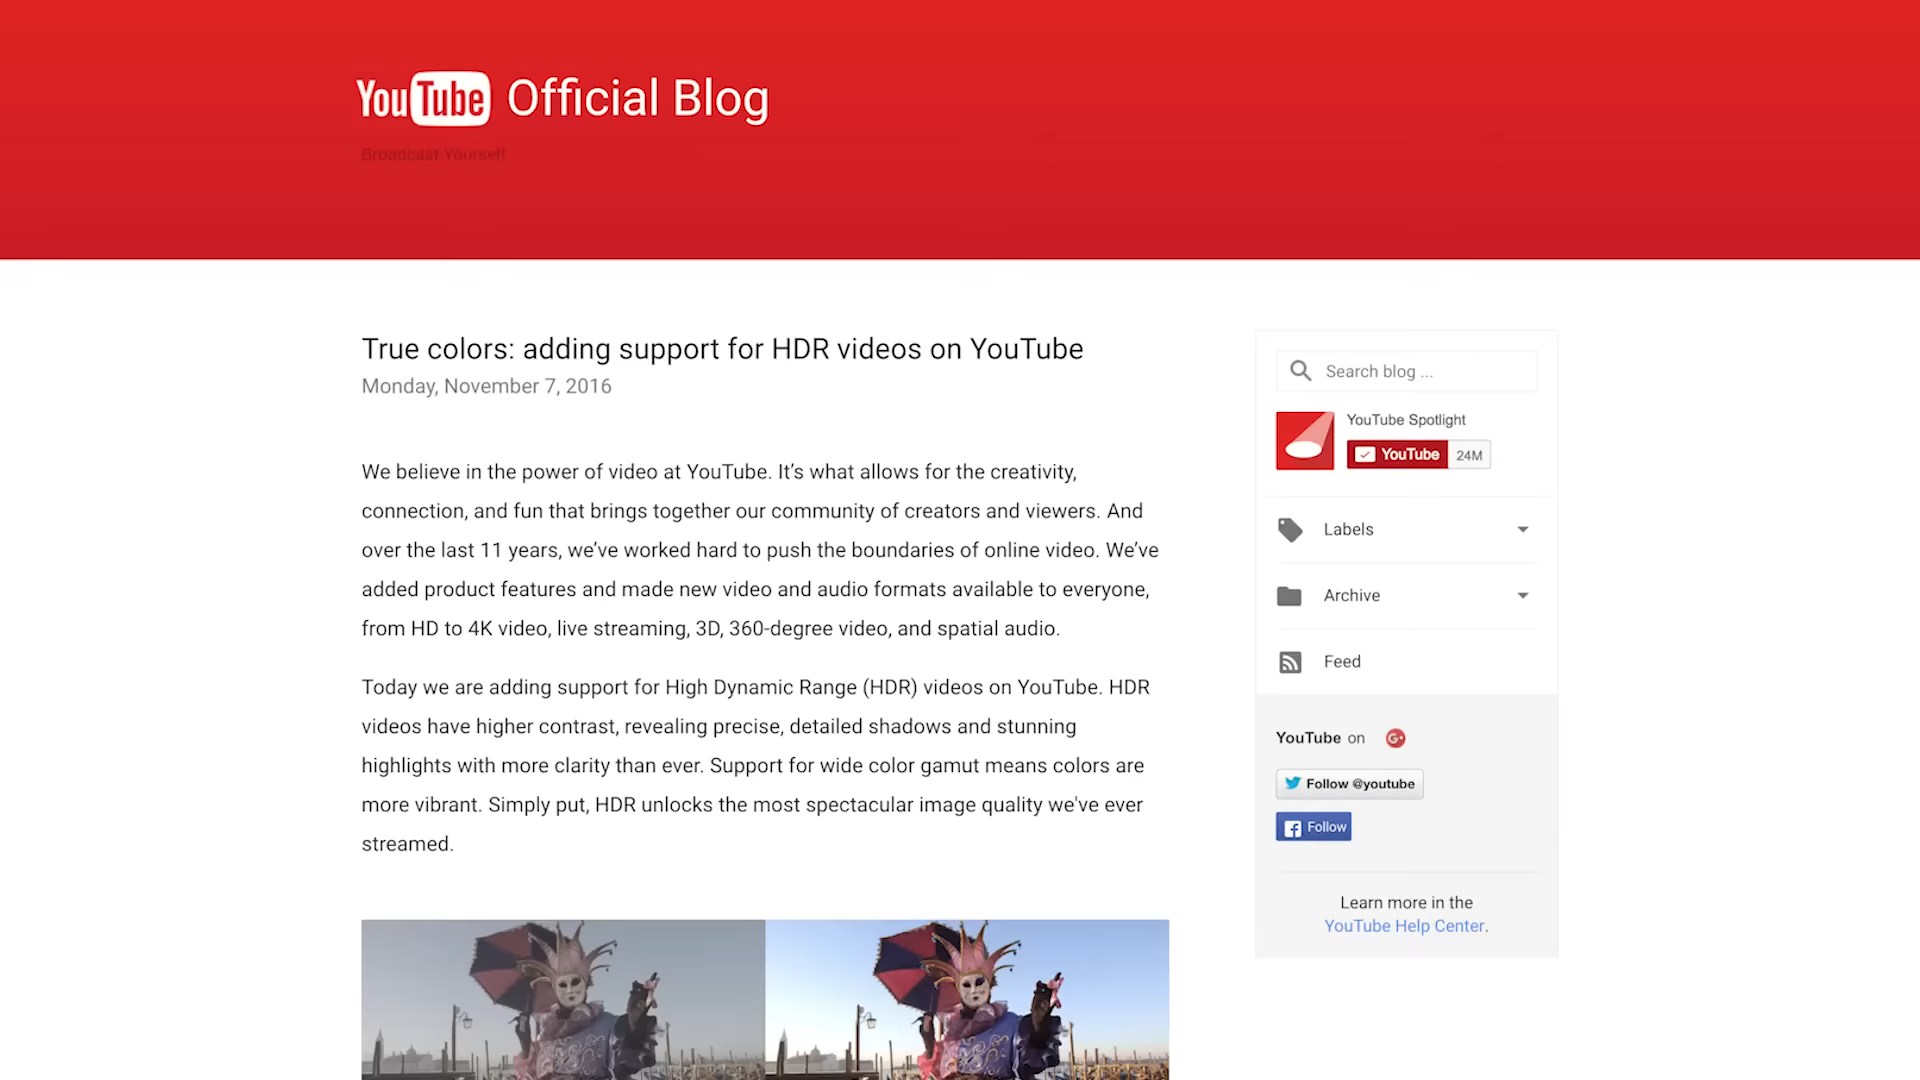 YouTube Official Blog
Broadcast Yourself
True colors: adding support for HDR videos on YouTube
Monday, November 7, 2016
We believe in the power of video at YouTube. It’s what allows for the creativity,
connection, and fun that brings together our community of creators and viewers. And
over the last 11 years, we’ve worked hard to push the boundaries of online video. We’ve
added product features and made new video and audio formats available to everyone,
from HD to 4K video, live streaming, 3D, 360-degree video, and spatial audio.
Today we are adding support for High Dynamic Range (HDR) videos on YouTube. HDR
videos have higher contrast, revealing precise, detailed shadows and stunning
highlights with more clarity than ever. Support for wide color gamut means colors are
more vibrant. Simply put, HDR unlocks the most spectacular image quality we've ever
streamed.
Search blog ...
YouTube Spotlight
YouTube 24M
Labels
Archive
Feed
YouTube on G+
Follow @youtube
Follow
Learn more in the
YouTube Help Center.